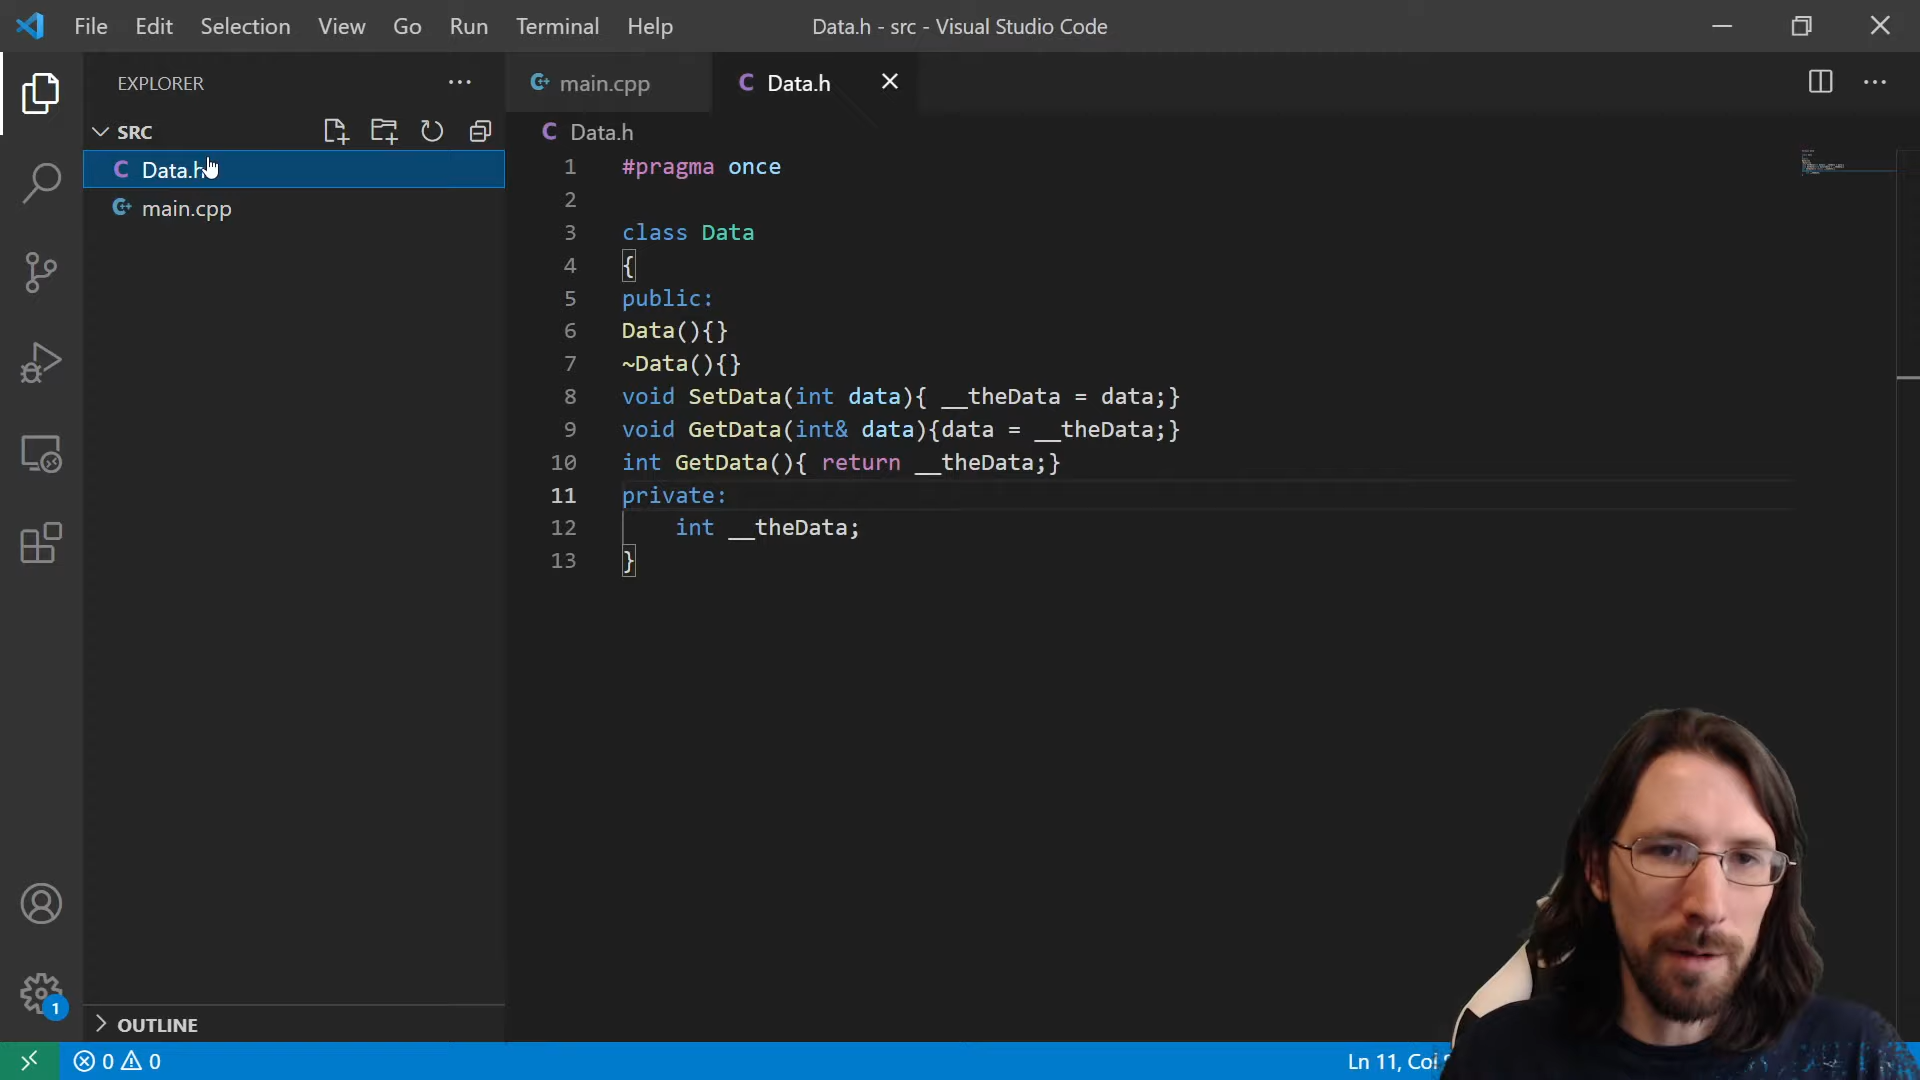 File Edit Selection View Go Run Terminal Help
Data.h - src - Visual Studio Code
EXPLORER
SRC
Data.h
main.cpp
OUTLINE
main.cpp
Data.h
Data.h
1 #pragma once
2
3 class Data
4 {
5 public:
6 Data(){}
7 ~Data(){}
8 void SetData(int data){ __theData = data;}
9 void GetData(int& data){data = __theData;}
10 int GetData(){ return __theData;}
11 private:
12 int __theData;
13 }
1
0 0
Ln 11,